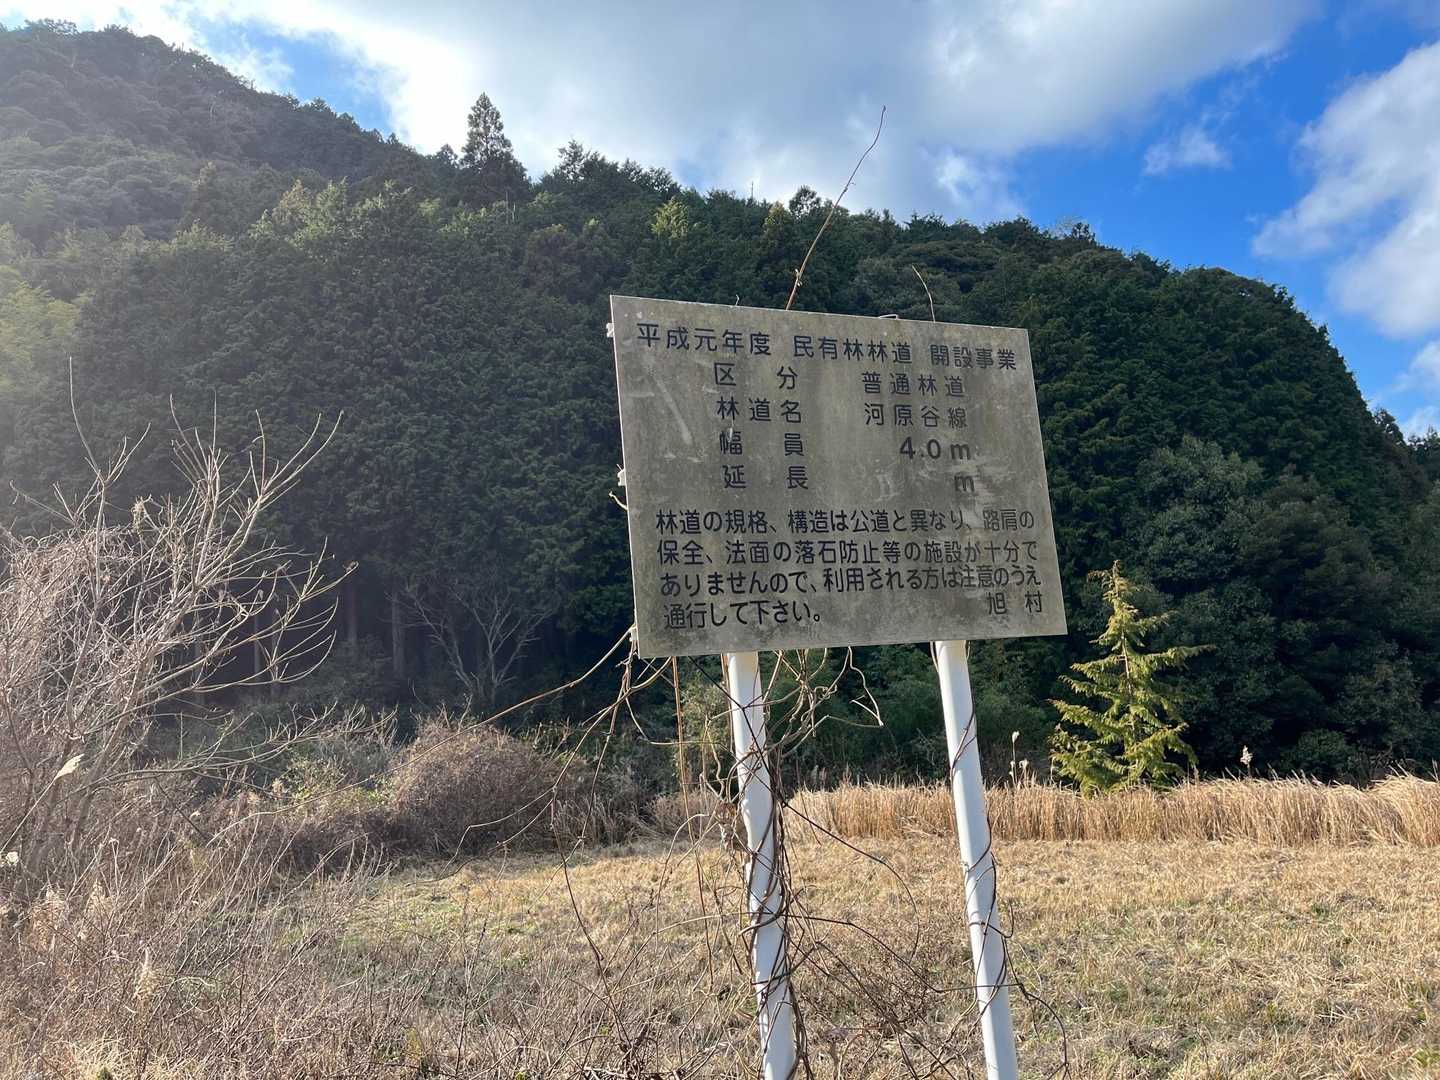 平成元年度 民有林林道 開設事業
区分 普通林道
林道名 河原谷線
幅員 4.0m
延長 m
林道の規格、構造は公道と異なり、路肩の
保全、法面の落石防止等の施設が十分で
ありませんので、利用される方は注意のうえ
通行して下さい。 旭村